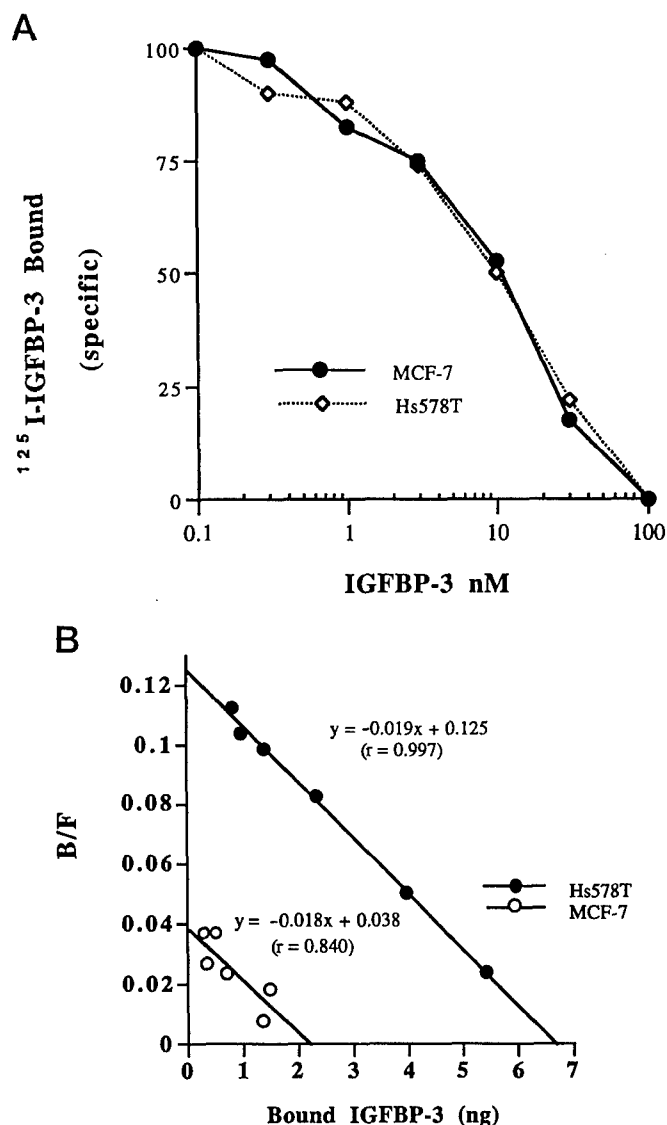 A
100
75
50
25
0
¹²⁵I-IGFBP-3 Bound
(specific)
MCF-7
Hs578T
0.1
1
10
100
IGFBP-3 nM
B
0.12
0.1
0.08
0.06
0.04
0.02
0
B/F
y = -0.019x + 0.125
(r = 0.997)
Hs578T
MCF-7
y = -0.018x + 0.038
(r = 0.840)
0
1
2
3
4
5
6
7
Bound IGFBP-3 (ng)